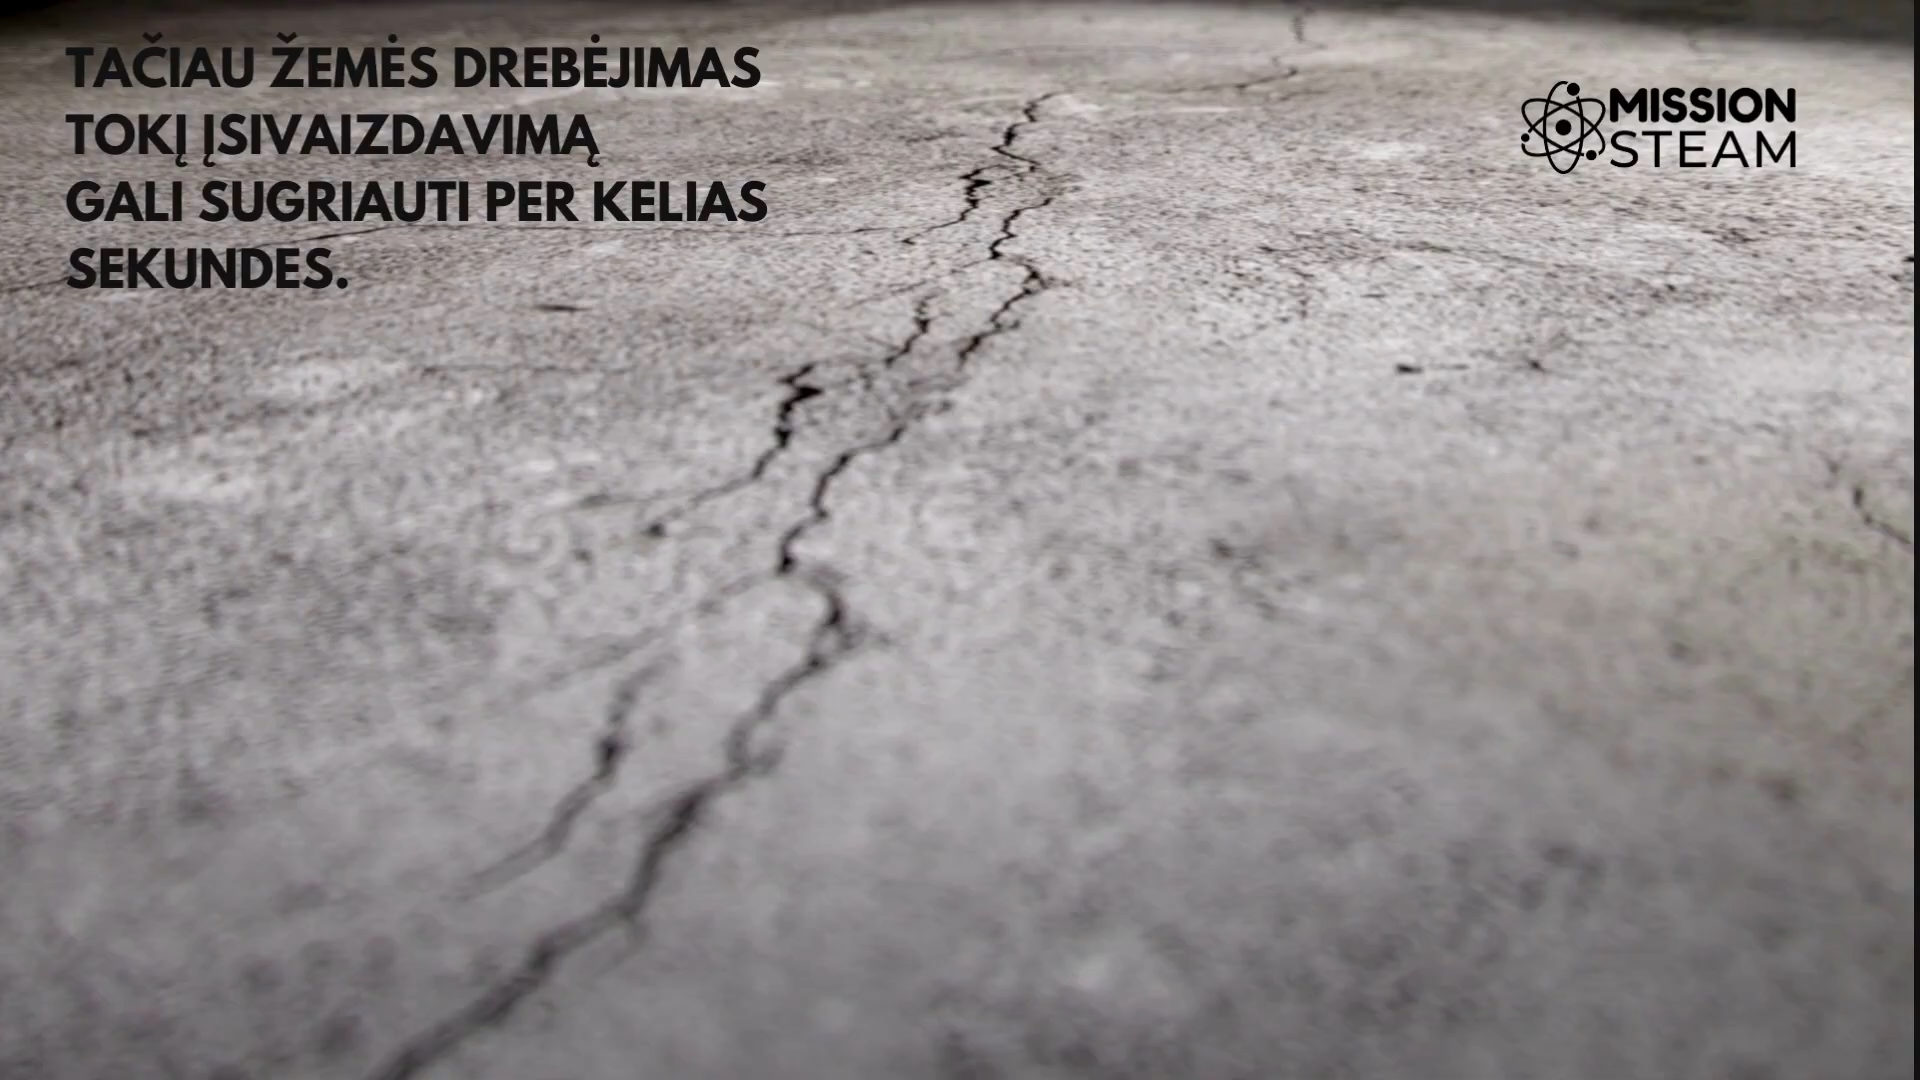 TAČIAU ŽEMĖS DREBĖJIMAS
TOKĮ ĮSIVAIZDAVIMĄ
GALI SUGRIAUTI PER KELIAS
SEKUNDES.
MISSION
STEAM